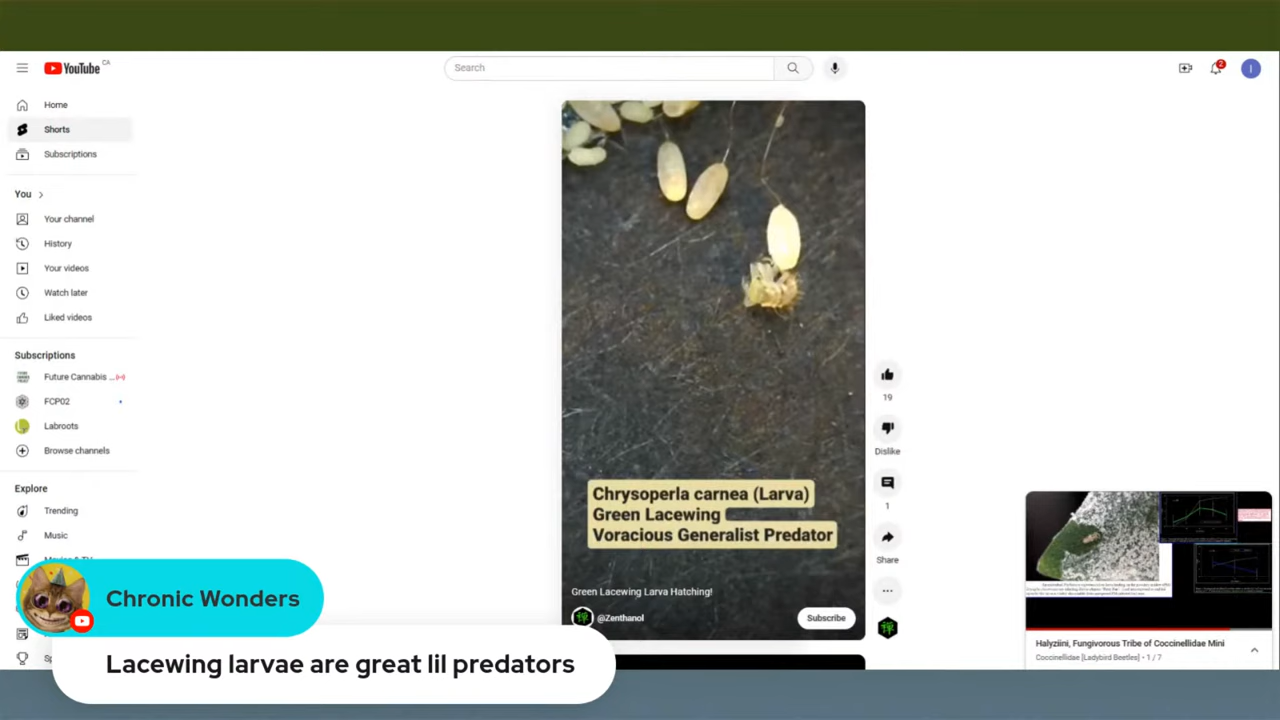 YouTube CA
Search
2
I
Home
Shorts
Subscriptions
You
Your channel
History
Your videos
Watch later
Liked videos
Subscriptions
Future Cannabis ...
FCP02
Labroots
Browse channels
Explore
Trending
Music
Chrysoperla carnea (Larva)
Green Lacewing
Voracious Generalist Predator
Green Lacewing Larva Hatching!
@Zenthanol
Subscribe
19
Dislike
1
Share
Halyziini, Fungivorous Tribe of Coccinellidae Mini
Coccinellidae [Ladybird Beetles] • 1 / 7
Chronic Wonders
Lacewing larvae are great lil predators